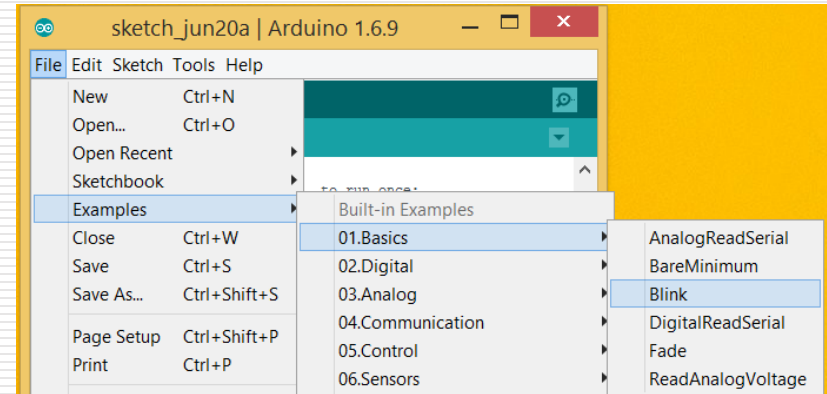 sketch_jun20a | Arduino 1.6.9
File Edit Sketch Tools Help
New Ctrl+N
Open... Ctrl+O
Open Recent
Sketchbook
to run once:
Examples
Close Ctrl+W
Save Ctrl+S
Save As... Ctrl+Shift+S
Page Setup Ctrl+Shift+P
Print Ctrl+P
Built-in Examples
01.Basics
02.Digital
03.Analog
04.Communication
05.Control
06.Sensors
AnalogReadSerial
BareMinimum
Blink
DigitalReadSerial
Fade
ReadAnalogVoltage